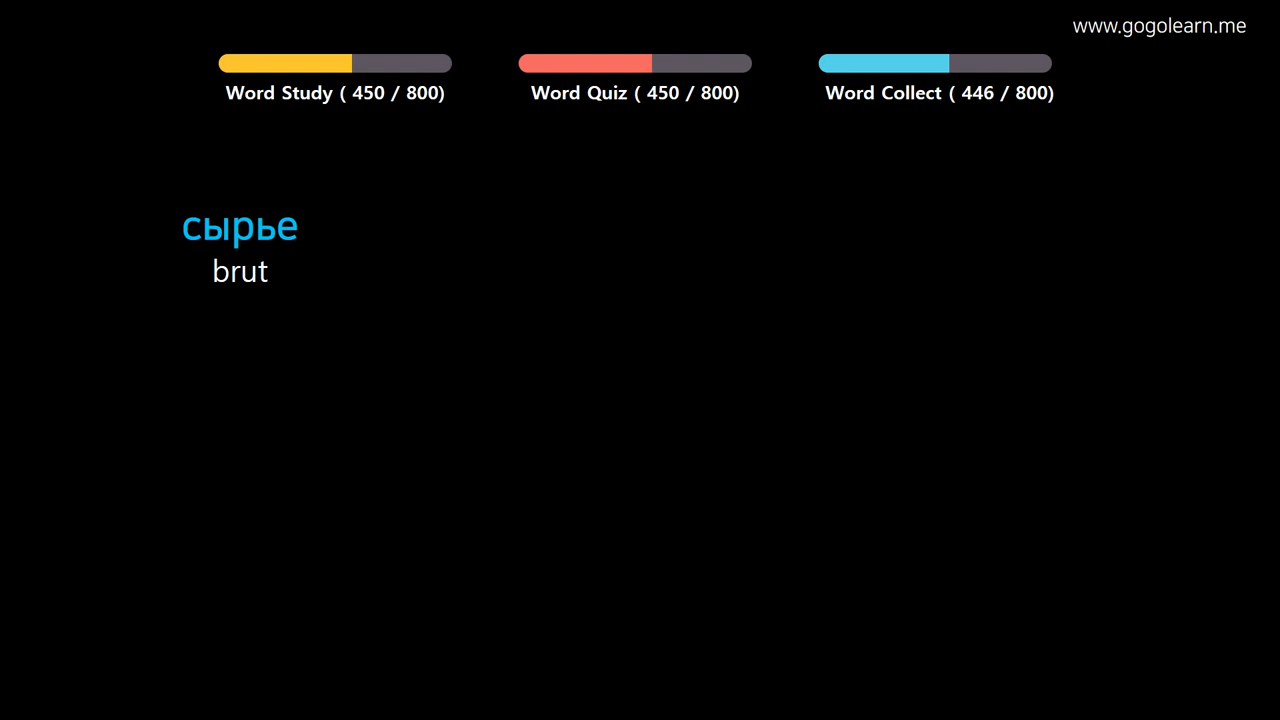 www.gogolearn.me
Word Study ( 450 / 800)
Word Quiz ( 450 / 800)
Word Collect ( 446 / 800)
сырье
brut